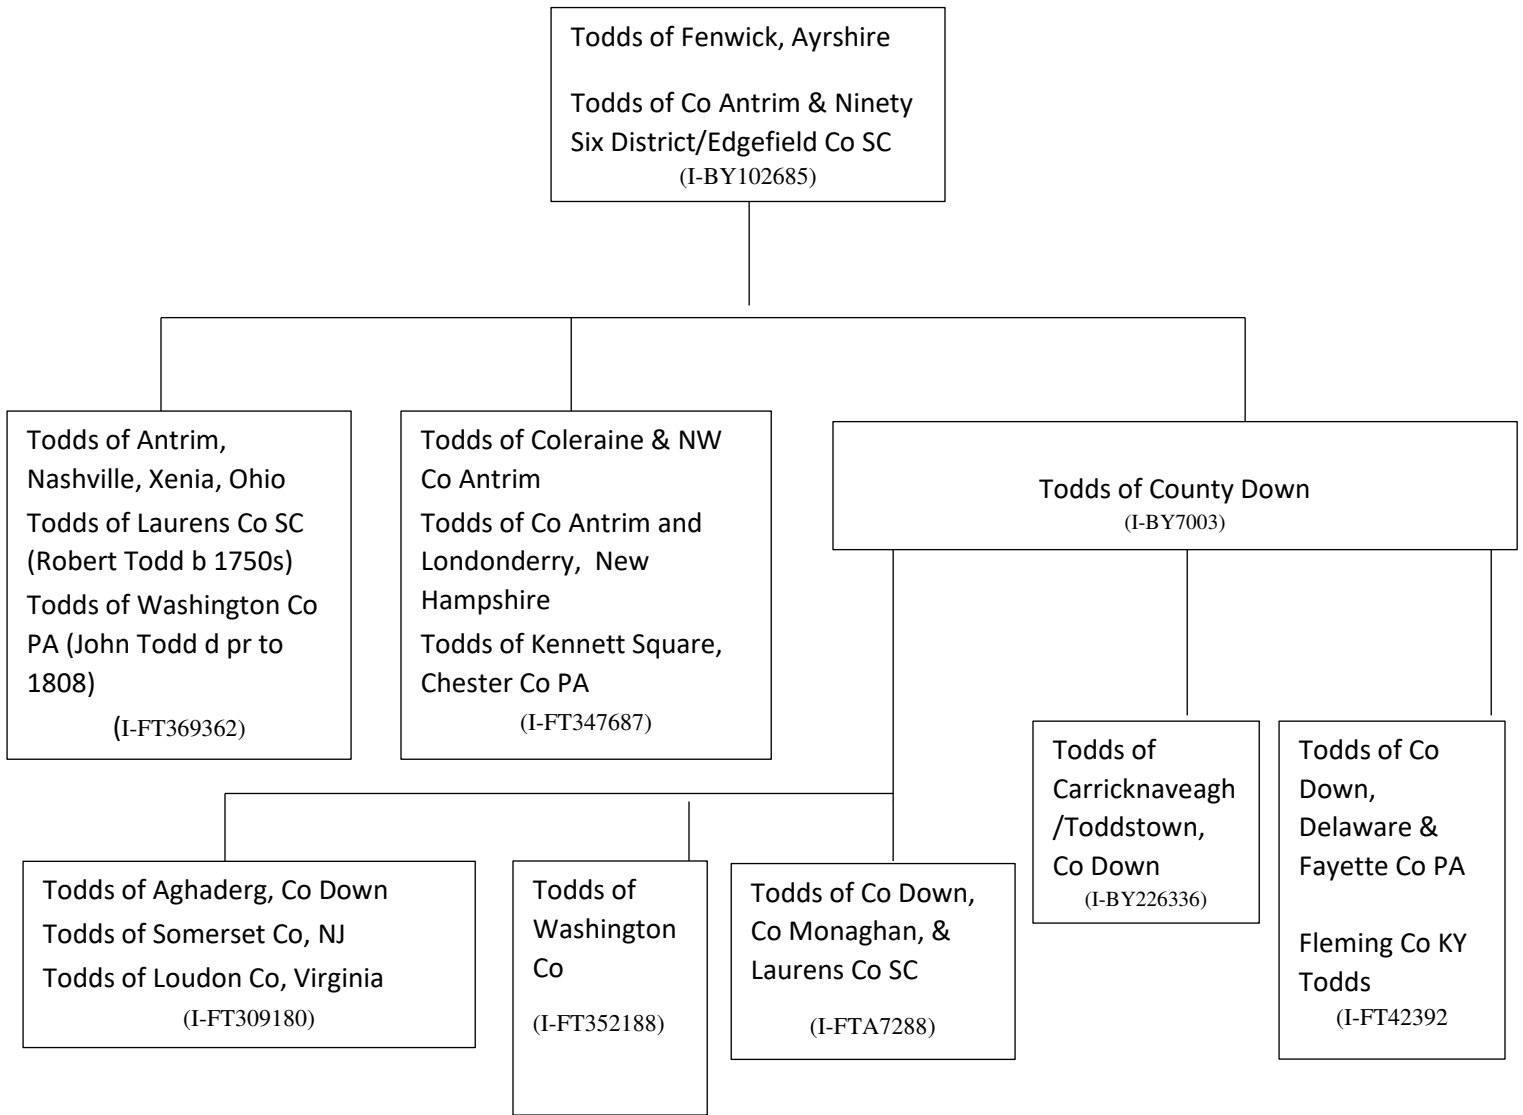 Todds of Fenwick, Ayrshire
Todds of Co Antrim & Ninety
Six District/Edgefield Co SC
(I-BY102685)
Todds of Antrim,
Nashville, Xenia, Ohio
Todds of Laurens Co SC
(Robert Todd b 1750s)
Todds of Washington Co
PA (John Todd d pr to
1808)
(I-FT369362)
Todds of Coleraine & NW
Co Antrim
Todds of Co Antrim and
Londonderry, New
Hampshire
Todds of Kennett Square,
Chester Co PA
(I-FT347687)
Todds of County Down
(I-BY7003)
Todds of Aghaderg, Co Down
Todds of Somerset Co, NJ
Todds of Loudon Co, Virginia
(I-FT309180)
Todds of
Washington
Co
(I-FT352188)
Todds of Co Down,
Co Monaghan, &
Laurens Co SC
(I-FTA7288)
Todds of
Carricknaveagh
/Toddstown,
Co Down
(I-BY226336)
Todds of Co
Down,
Delaware &
Fayette Co PA
Fleming Co KY
Todds
(I-FT42392